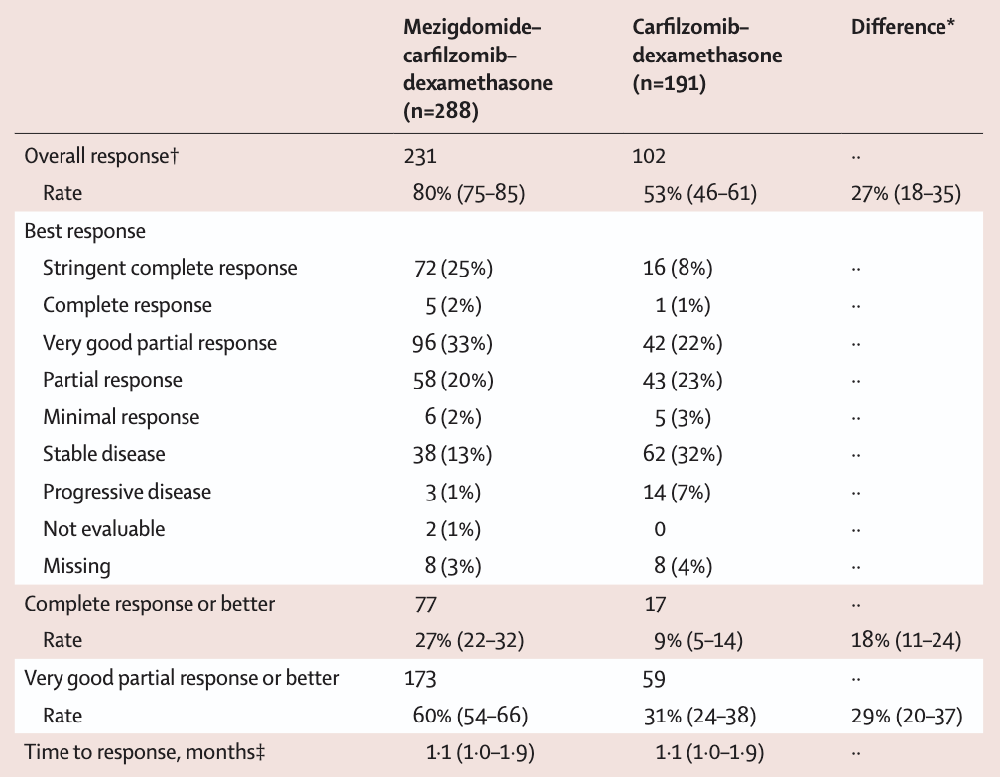 Mezigdomide–carfilzomib–dexamethasone (n=288) Carfilzomib–dexamethasone (n=191) Difference*
Overall response† 231 102 ··
Rate 80% (75–85) 53% (46–61) 27% (18–35)
Best response
Stringent complete response 72 (25%) 16 (8%) ··
Complete response 5 (2%) 1 (1%) ··
Very good partial response 96 (33%) 42 (22%) ··
Partial response 58 (20%) 43 (23%) ··
Minimal response 6 (2%) 5 (3%) ··
Stable disease 38 (13%) 62 (32%) ··
Progressive disease 3 (1%) 14 (7%) ··
Not evaluable 2 (1%) 0 ··
Missing 8 (3%) 8 (4%) ··
Complete response or better 77 17 ··
Rate 27% (22–32) 9% (5–14) 18% (11–24)
Very good partial response or better 173 59 ··
Rate 60% (54–66) 31% (24–38) 29% (20–37)
Time to response, months‡ 1·1 (1·0–1·9) 1·1 (1·0–1·9) ··